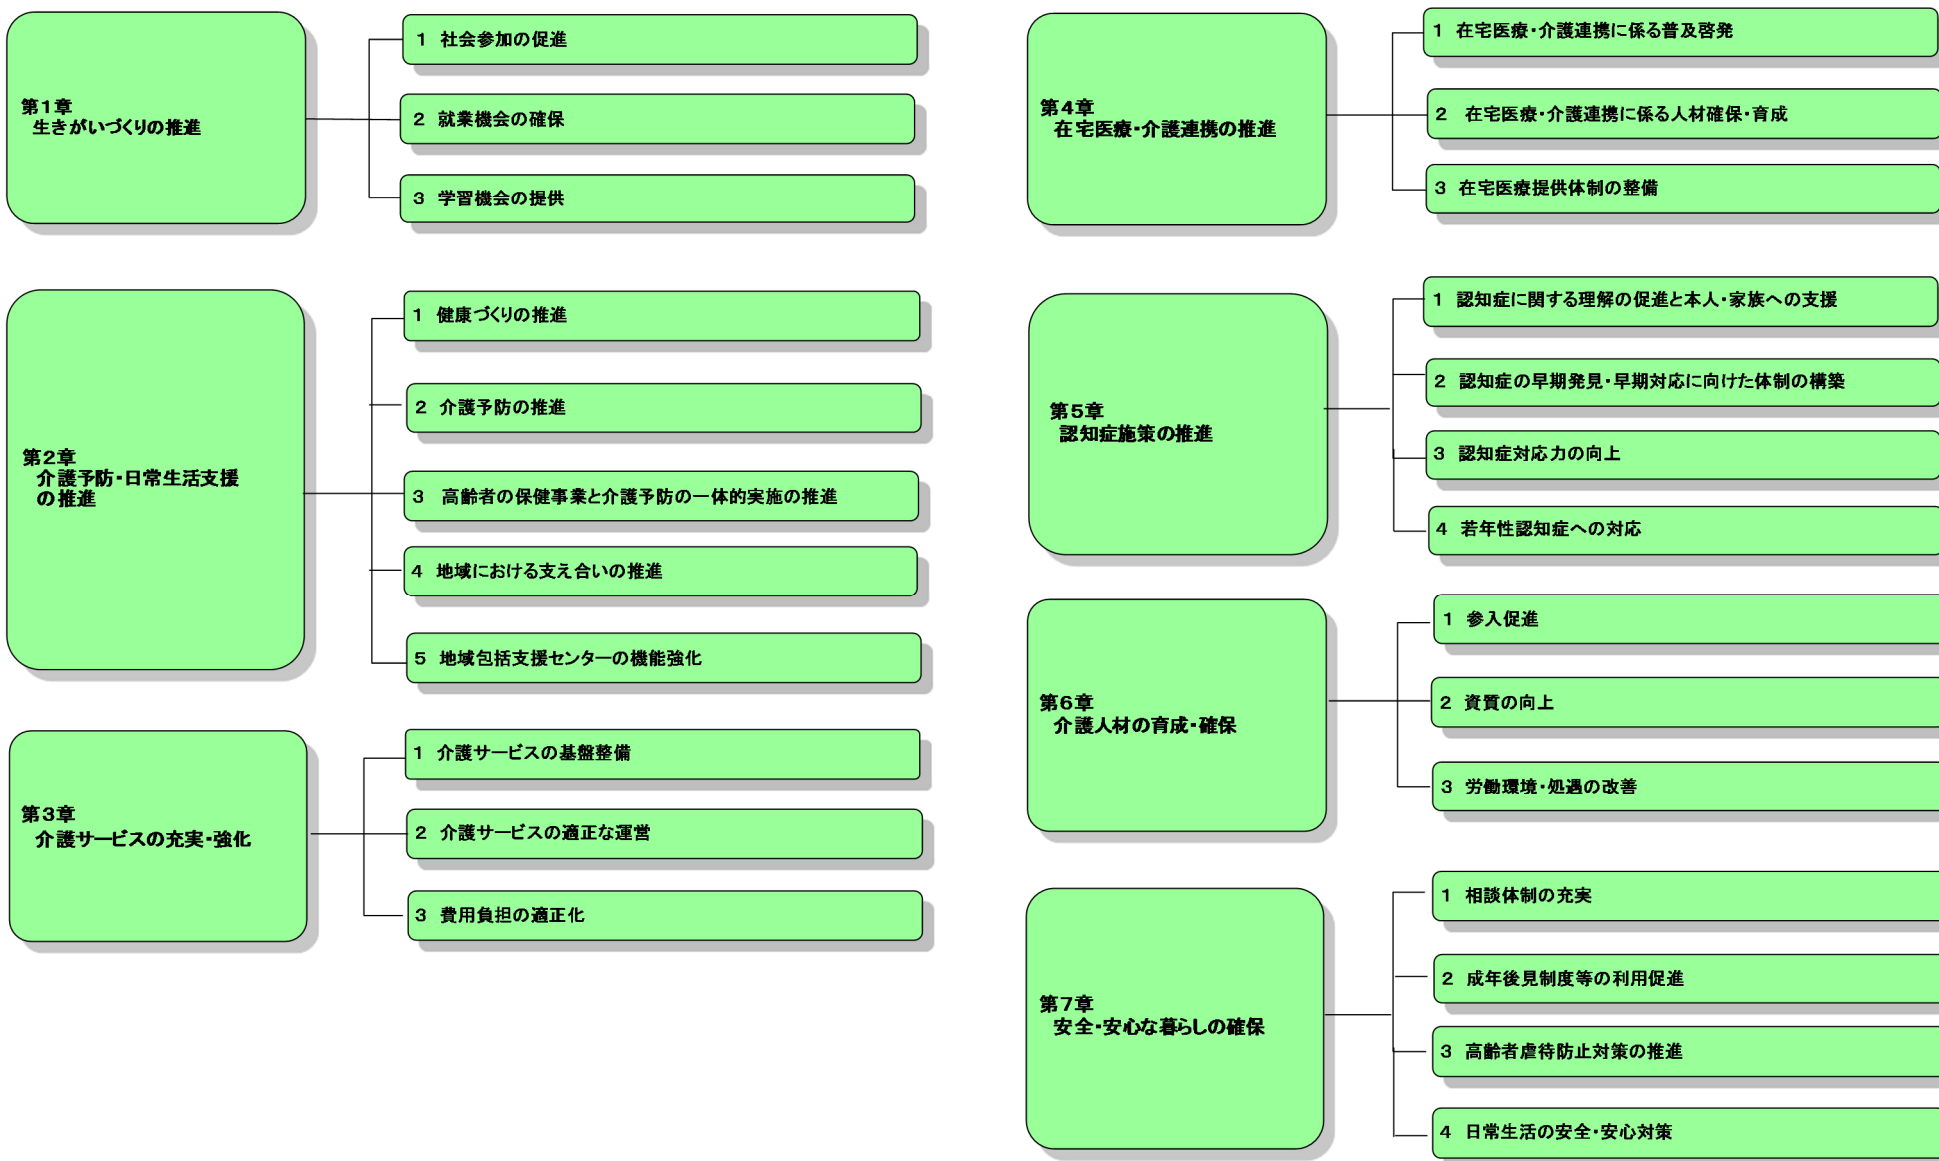 第1章
生きがいづくりの推進
1 社会参加の促進
2 就業機会の確保
3 学習機会の提供
第2章
介護予防・日常生活支援
の推進
1 健康づくりの推進
2 介護予防の推進
3 高齢者の保健事業と介護予防の一体的実施の推進
4 地域における支え合いの推進
5 地域包括支援センターの機能強化
第3章
介護サービスの充実・強化
1 介護サービスの基盤整備
2 介護サービスの適正な運営
3 費用負担の適正化
第4章
在宅医療・介護連携の推進
1 在宅医療・介護連携に係る普及啓発
2 在宅医療・介護連携に係る人材確保・育成
3 在宅医療提供体制の整備
第5章
認知症施策の推進
1 認知症に関する理解の促進と本人・家族への支援
2 認知症の早期発見・早期対応に向けた体制の構築
3 認知症対応力の向上
4 若年性認知症への対応
第6章
介護人材の育成・確保
1 参入促進
2 資質の向上
3 労働環境・処遇の改善
第7章
安全・安心な暮らしの確保
1 相談体制の充実
2 成年後見制度等の利用促進
3 高齢者虐待防止対策の推進
4 日常生活の安全・安心対策